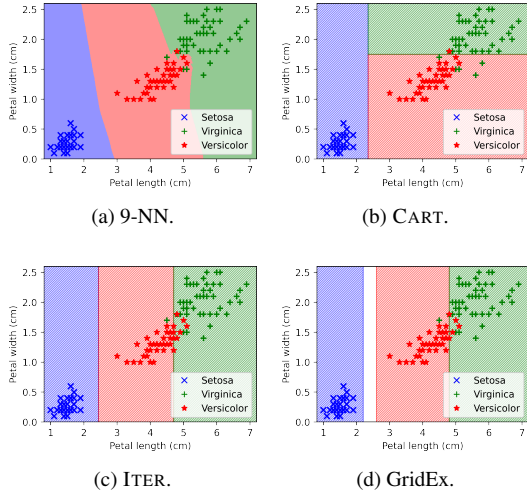 2.5
2.0
1.5
1.0
0.5
0.0
Petal width (cm)
Setosa
Virginica
Versicolor
1 2 3 4 5 6 7
Petal length (cm)
(a) 9-NN.
2.5
2.0
1.5
1.0
0.5
0.0
Petal width (cm)
Setosa
Virginica
Versicolor
1 2 3 4 5 6 7
Petal length (cm)
(b) CART.
2.5
2.0
1.5
1.0
0.5
0.0
Petal width (cm)
Setosa
Virginica
Versicolor
1 2 3 4 5 6 7
Petal length (cm)
(c) ITER.
2.5
2.0
1.5
1.0
0.5
0.0
Petal width (cm)
Setosa
Virginica
Versicolor
1 2 3 4 5 6 7
Petal length (cm)
(d) GridEx.